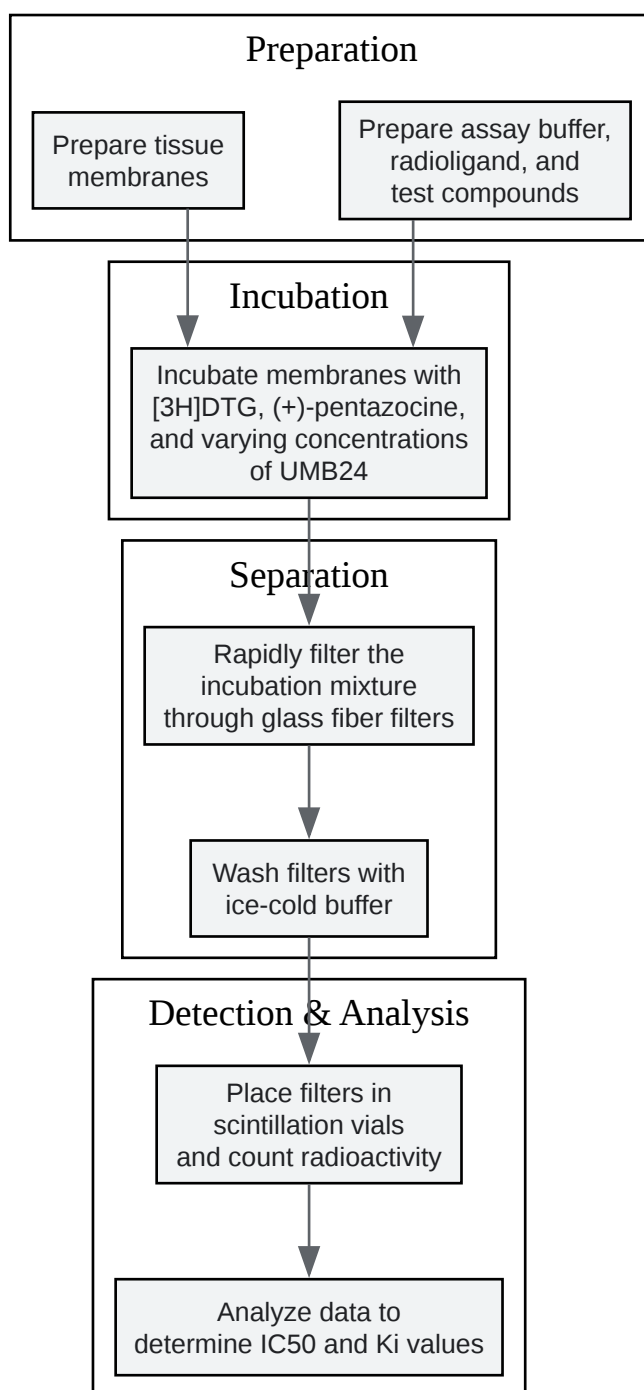 Preparation
Prepare tissue
membranes
Prepare assay buffer,
radioligand, and
test compounds
Incubation
Incubate membranes with
[3H]DTG, (+)-pentazocine,
and varying concentrations
of UMB24
Separation
Rapidly filter the
incubation mixture
through glass fiber filters
Wash filters with
ice-cold buffer
Detection & Analysis
Place filters in
scintillation vials
and count radioactivity
Analyze data to
determine IC50 and Ki values